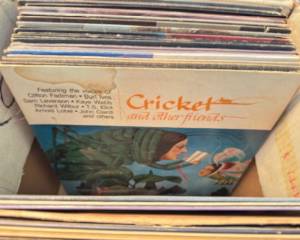 Featuring the voices of
Clifton Fadiman • Burl Ives
Sam Levenson • Kaye Webb
Richard Wilbur • T.S. Eliot
Arnold Lobel • John Ciardi
and others
Cricket
and other friends